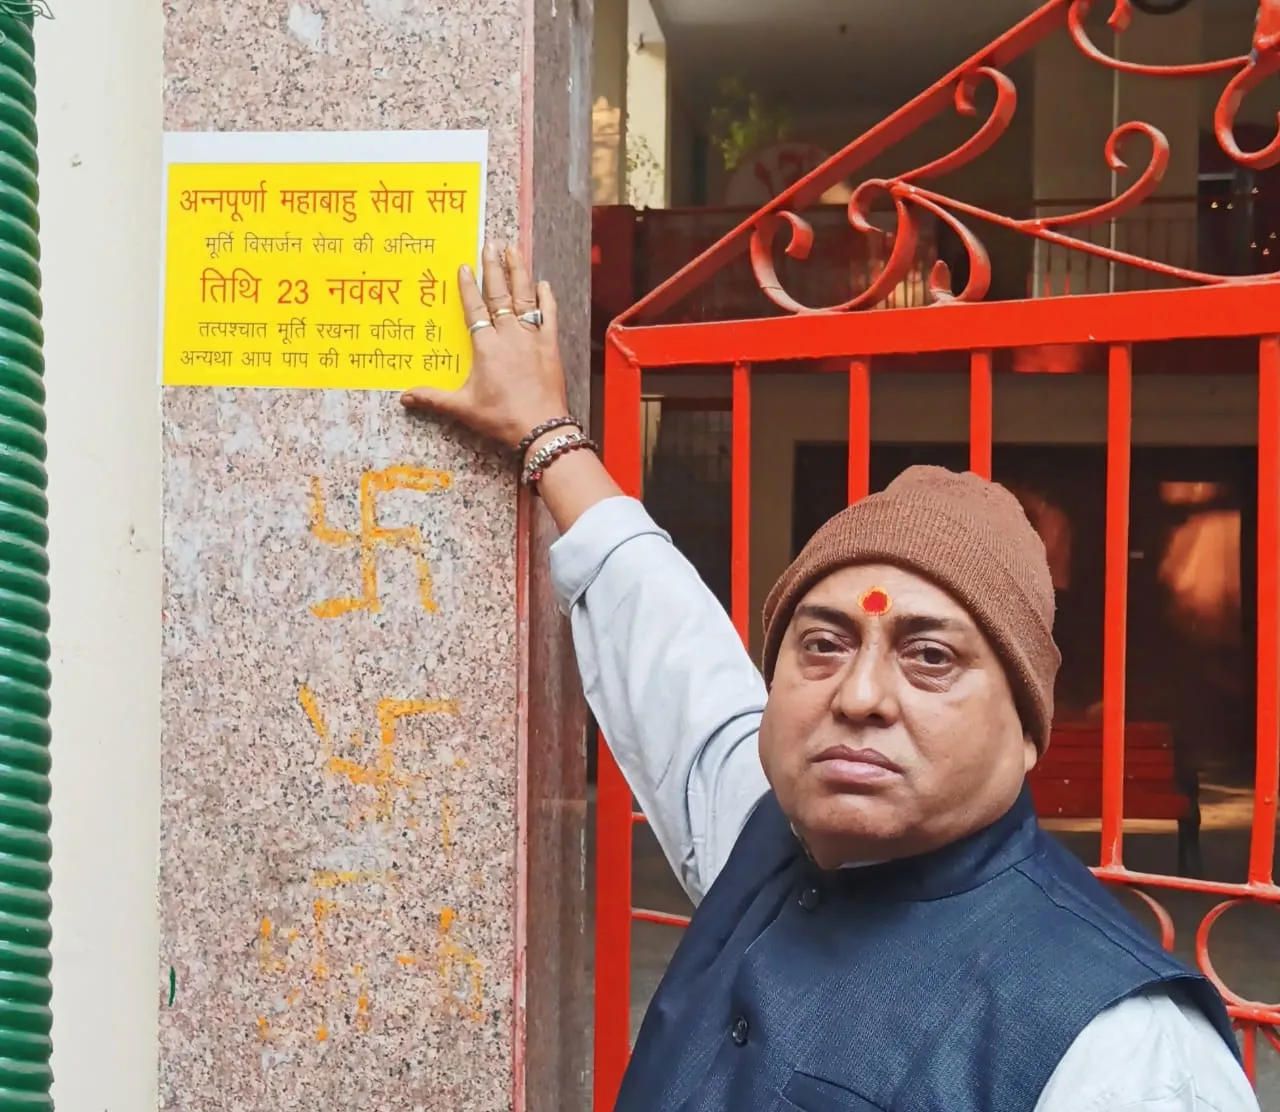 अन्नपूर्णा महाबाहु सेवा संघ
मूर्ति विसर्जन सेवा की अन्तिम
तिथि 23 नवंबर है।
तत्पश्चात मूर्ति रखना वर्जित है।
अन्यथा आप पाप की भागीदार होंगे।